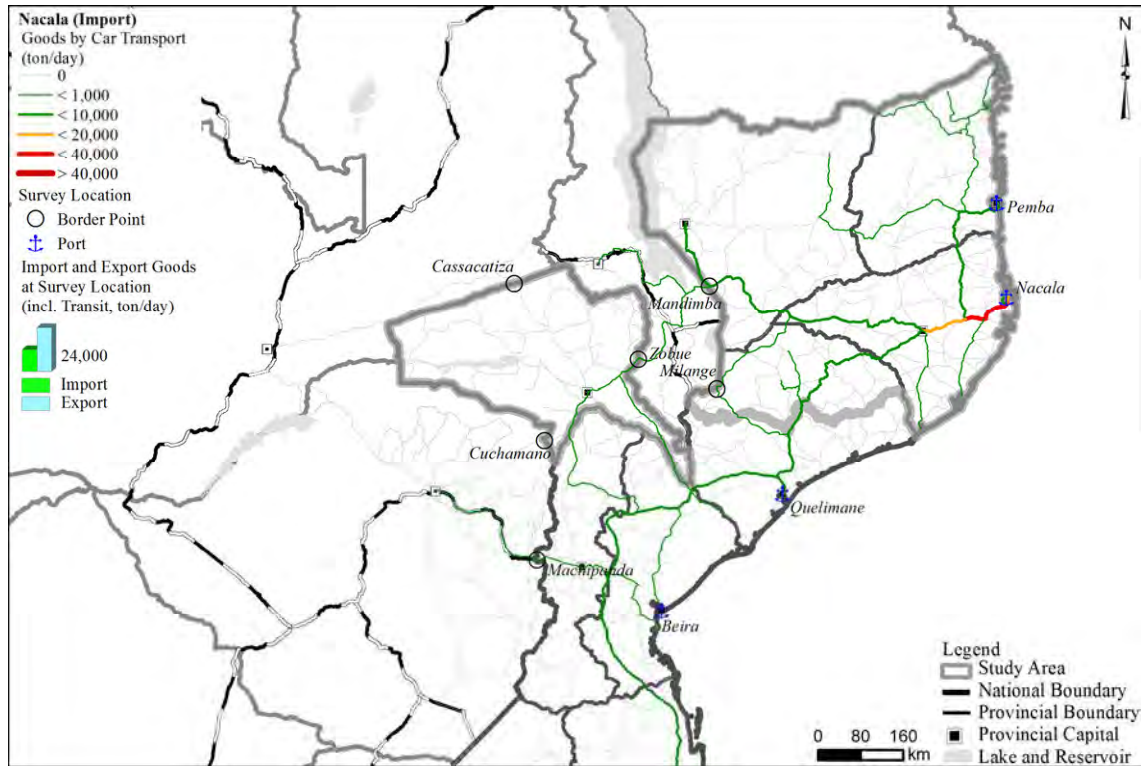 Nacala (Import)
Goods by Car Transport
(ton/day)
0
< 1,000
< 10,000
< 20,000
< 40,000
> 40,000
Survey Location
Border Point
Port
Import and Export Goods
at Survey Location
(incl. Transit, ton/day)
24,000
Import
Export
N
Pemba
Cassacatiza
Nacala
Mandimba
Zobue
Milange
Cuchamano
Quelimane
Machipanda
Beira
Legend
Study Area
National Boundary
Provincial Boundary
Provincial Capital
Lake and Reservoir
0 80 160
km